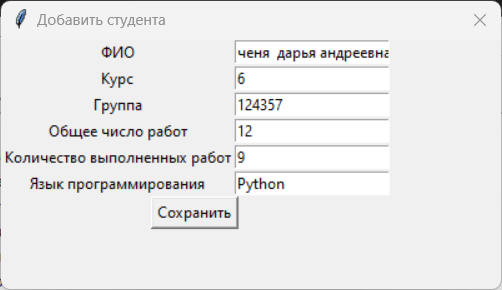 Добавить студента
ФИО ченя дарья андреевна
Курс 6
Группа 124357
Общее число работ 12
Количество выполненных работ 9
Язык программирования Python
Сохранить